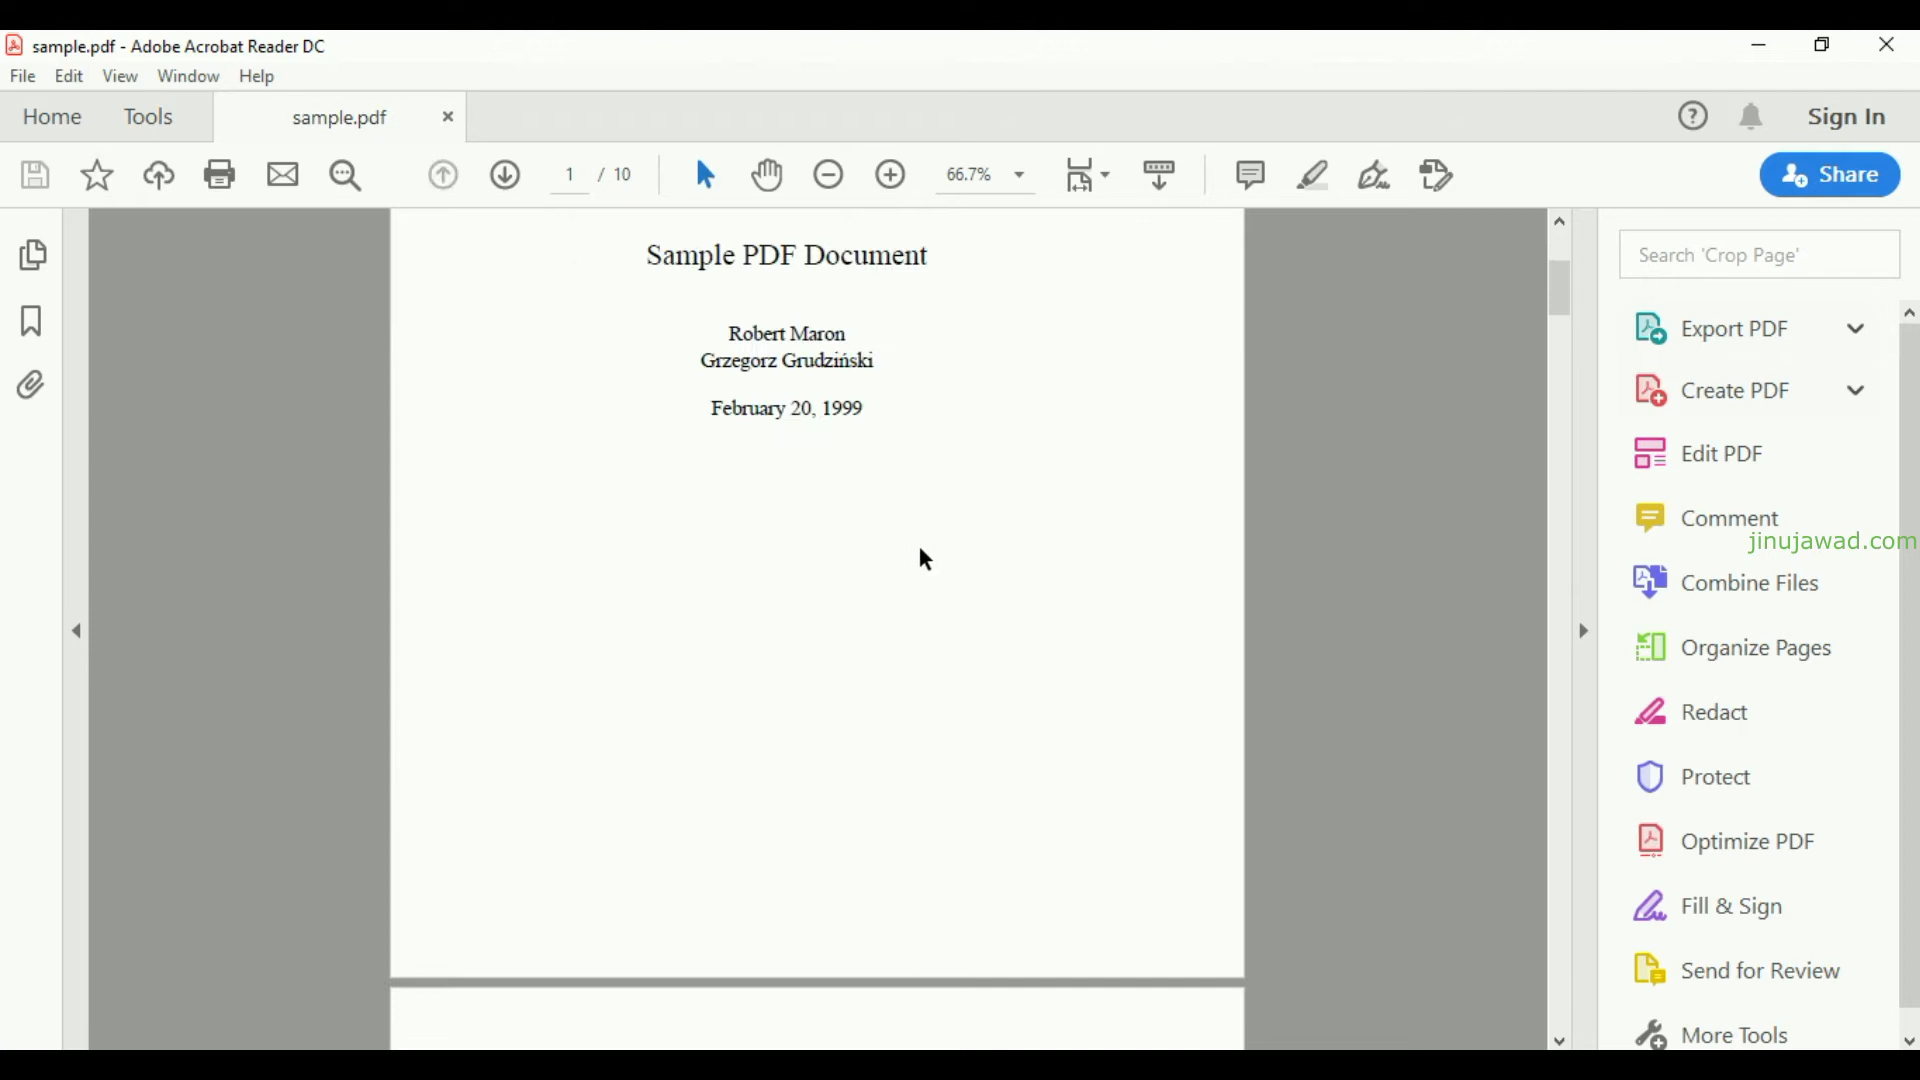 sample.pdf - Adobe Acrobat Reader DC
File Edit View Window Help
Home Tools sample.pdf Sign In
1 / 10 66.7% Share
Sample PDF Document
Robert Maron
Grzegorz Grudziński
February 20, 1999
Search 'Crop Page'
Export PDF
Create PDF
Edit PDF
Comment
jinujawad.com
Combine Files
Organize Pages
Redact
Protect
Optimize PDF
Fill & Sign
Send for Review
More Tools